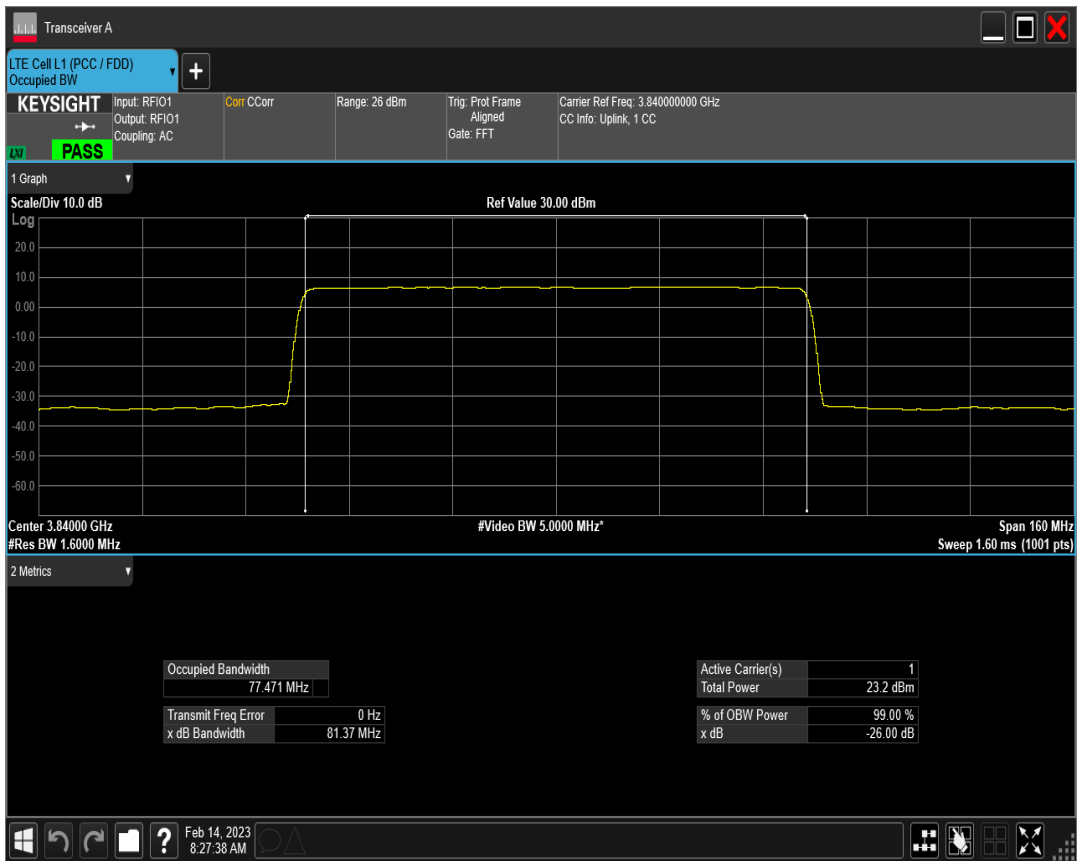 Transceiver A
LTE Cell L1 (PCC / FDD)
Occupied BW
+
KEYSIGHT
LXI
PASS
Input: RFIO1
Output: RFIO1
Coupling: AC
Corr CCorr
Range: 26 dBm
Trig: Prot Frame
Aligned
Gate: FFT
Carrier Ref Freq: 3.840000000 GHz
CC Info: Uplink, 1 CC
1 Graph
Scale/Div 10.0 dB
Ref Value 30.00 dBm
Log
20.0
10.0
0.00
-10.0
-20.0
-30.0
-40.0
-50.0
-60.0
Center 3.84000 GHz
#Video BW 5.0000 MHz*
Span 160 MHz
#Res BW 1.6000 MHz
Sweep 1.60 ms (1001 pts)
2 Metrics
Occupied Bandwidth
77.471 MHz
Transmit Freq Error 0 Hz
x dB Bandwidth 81.37 MHz
Active Carrier(s) 1
Total Power 23.2 dBm
% of OBW Power 99.00 %
x dB -26.00 dB
?
Feb 14, 2023
8:27:38 AM